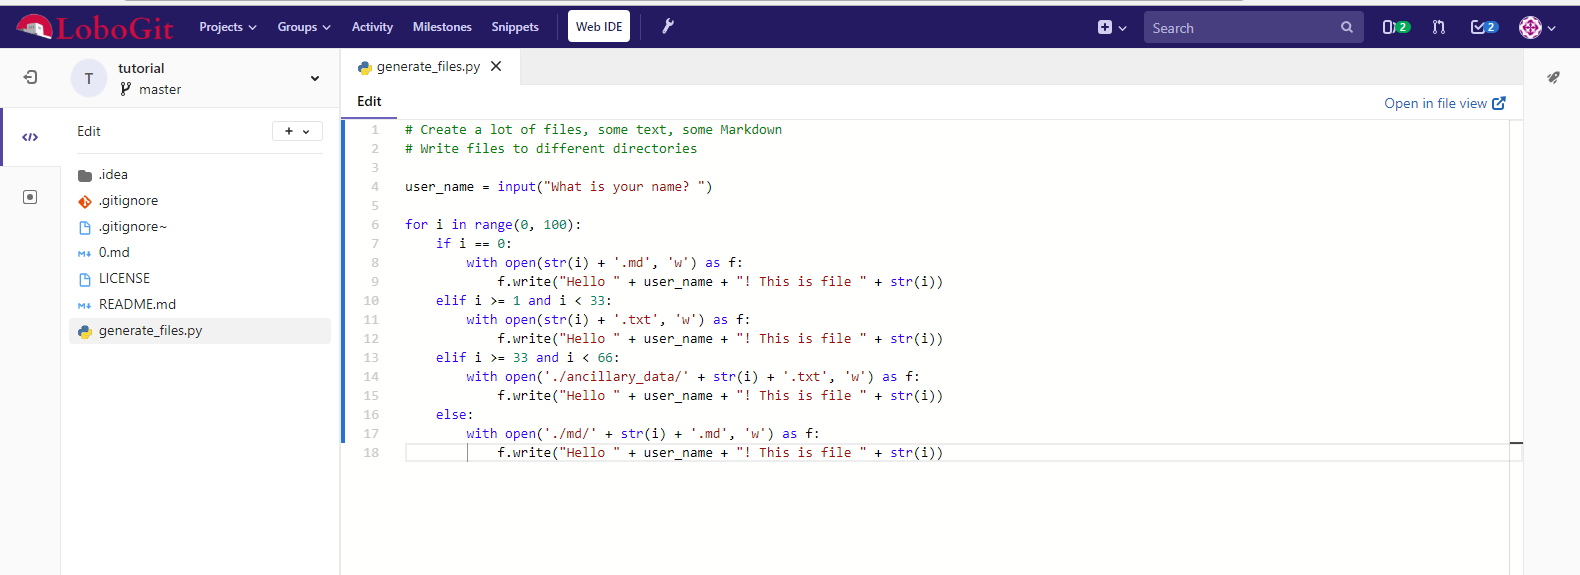 LoboGit Projects Groups Activity Milestones Snippets Web IDE Search 2 2
T tutorial
master
Edit
.idea
.gitignore
.gitignore~
M↓ 0.md
LICENSE
M↓ README.md
generate_files.py
generate_files.py
Edit
Open in file view
1 # Create a lot of files, some text, some Markdown
2 # Write files to different directories
3
4 user_name = input("What is your name? ")
5
6 for i in range(0, 100):
7     if i == 0:
8         with open(str(i) + '.md', 'w') as f:
9             f.write("Hello " + user_name + "! This is file " + str(i))
10     elif i >= 1 and i < 33:
11         with open(str(i) + '.txt', 'w') as f:
12             f.write("Hello " + user_name + "! This is file " + str(i))
13     elif i >= 33 and i < 66:
14         with open('./ancillary_data/' + str(i) + '.txt', 'w') as f:
15             f.write("Hello " + user_name + "! This is file " + str(i))
16     else:
17         with open('./md/' + str(i) + '.md', 'w') as f:
18             f.write("Hello " + user_name + "! This is file " + str(i))